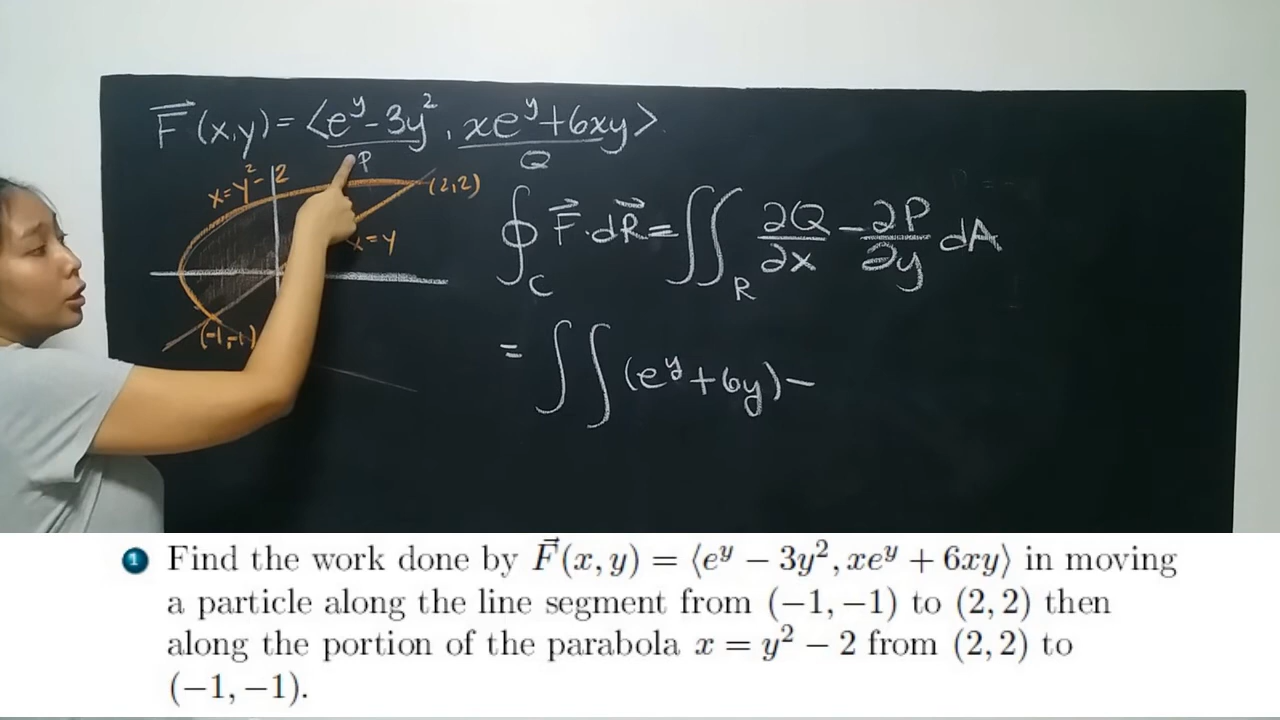 F⃗(x,y) = ⟨e^y - 3y², xe^y + 6xy⟩
P Q
x = y² - 2
(2,2)
x = y
(-1,-1)
∮_C F⃗·dR⃗ = ∬_R ∂Q/∂x - ∂P/∂y dA
= ∬ (e^y + 6y) -
1 Find the work done by F⃗(x, y) = ⟨e^y − 3y², xe^y + 6xy⟩ in moving
a particle along the line segment from (−1, −1) to (2, 2) then
along the portion of the parabola x = y² − 2 from (2, 2) to
(−1, −1).